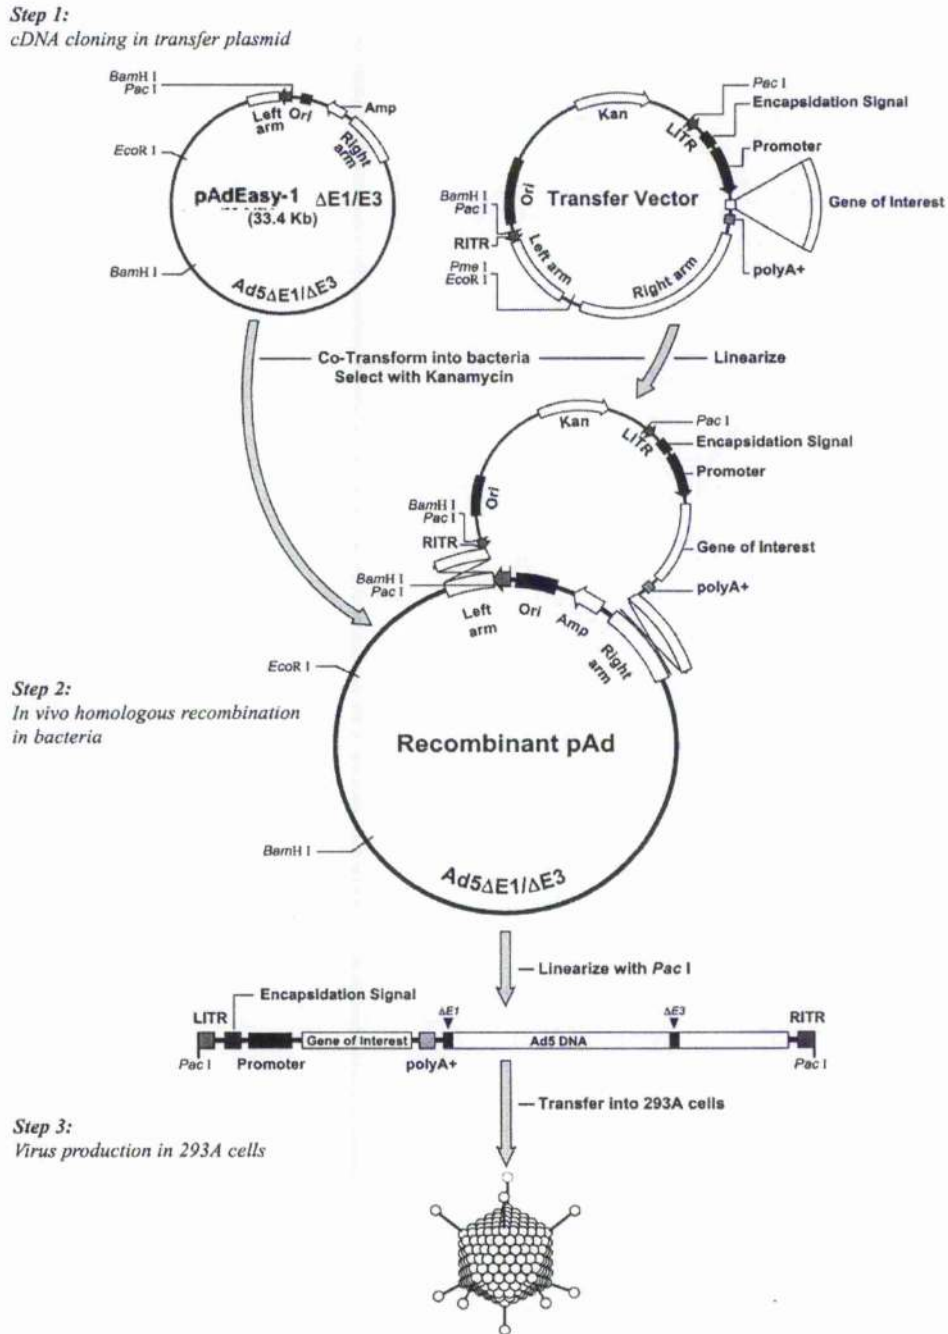 Step 1:
cDNA cloning in transfer plasmid
BamH I
Pac I
Left
arm
Ori
Amp
Right
arm
EcoR I
pAdEasy-1 ΔE1/E3
(33.4 Kb)
BamH I
Ad5ΔE1/ΔE3
Kan
Pac I
LITR
Encapsidation Signal
Promoter
Ori
BamH I
Pac I
Transfer Vector
Gene of Interest
RITR
Left arm
Pme I
EcoR I
Right arm
polyA+
Co-Transform into bacteria
Select with Kanamycin
Linearize
Kan
Pac I
LITR
Encapsidation Signal
Promoter
Ori
BamH I
Pac I
RITR
Gene of Interest
BamH I
Pac I
polyA+
Left
arm
Ori
Amp
Right
arm
EcoR I
Step 2:
In vivo homologous recombination
in bacteria
Recombinant pAd
BamH I
Ad5ΔE1/ΔE3
Linearize with Pac I
Encapsidation Signal
LITR
ΔE1
ΔE3
RITR
Gene of Interest
Ad5 DNA
Pac I
Promoter
polyA+
Pac I
Transfer into 293A cells
Step 3:
Virus production in 293A cells